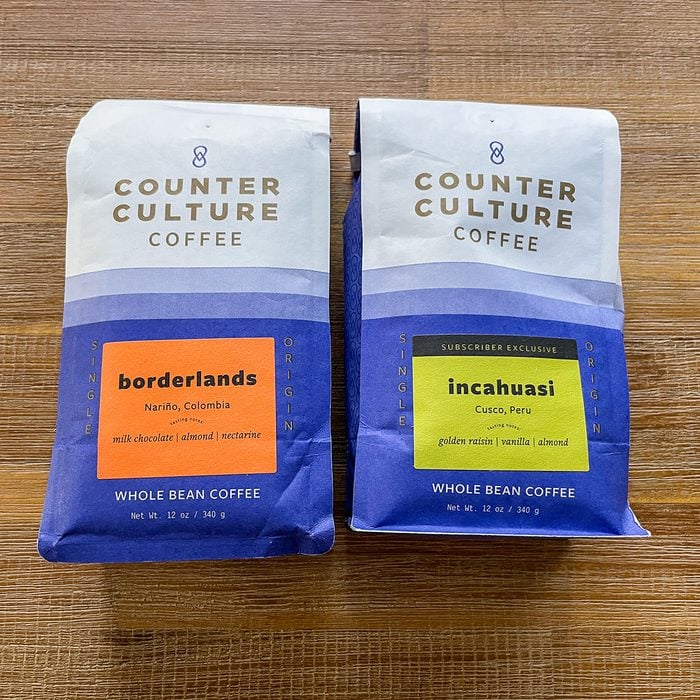 COUNTER
CULTURE
COFFEE
SINGLE
ORIGIN
borderlands
Nariño, Colombia
tasting notes:
milk chocolate | almond | nectarine
WHOLE BEAN COFFEE
Net Wt. 12 oz / 340 g
COUNTER
CULTURE
COFFEE
SINGLE
ORIGIN
SUBSCRIBER EXCLUSIVE
incahuasi
Cusco, Peru
tasting notes:
golden raisin | vanilla | almond
WHOLE BEAN COFFEE
Net Wt. 12 oz / 340 g